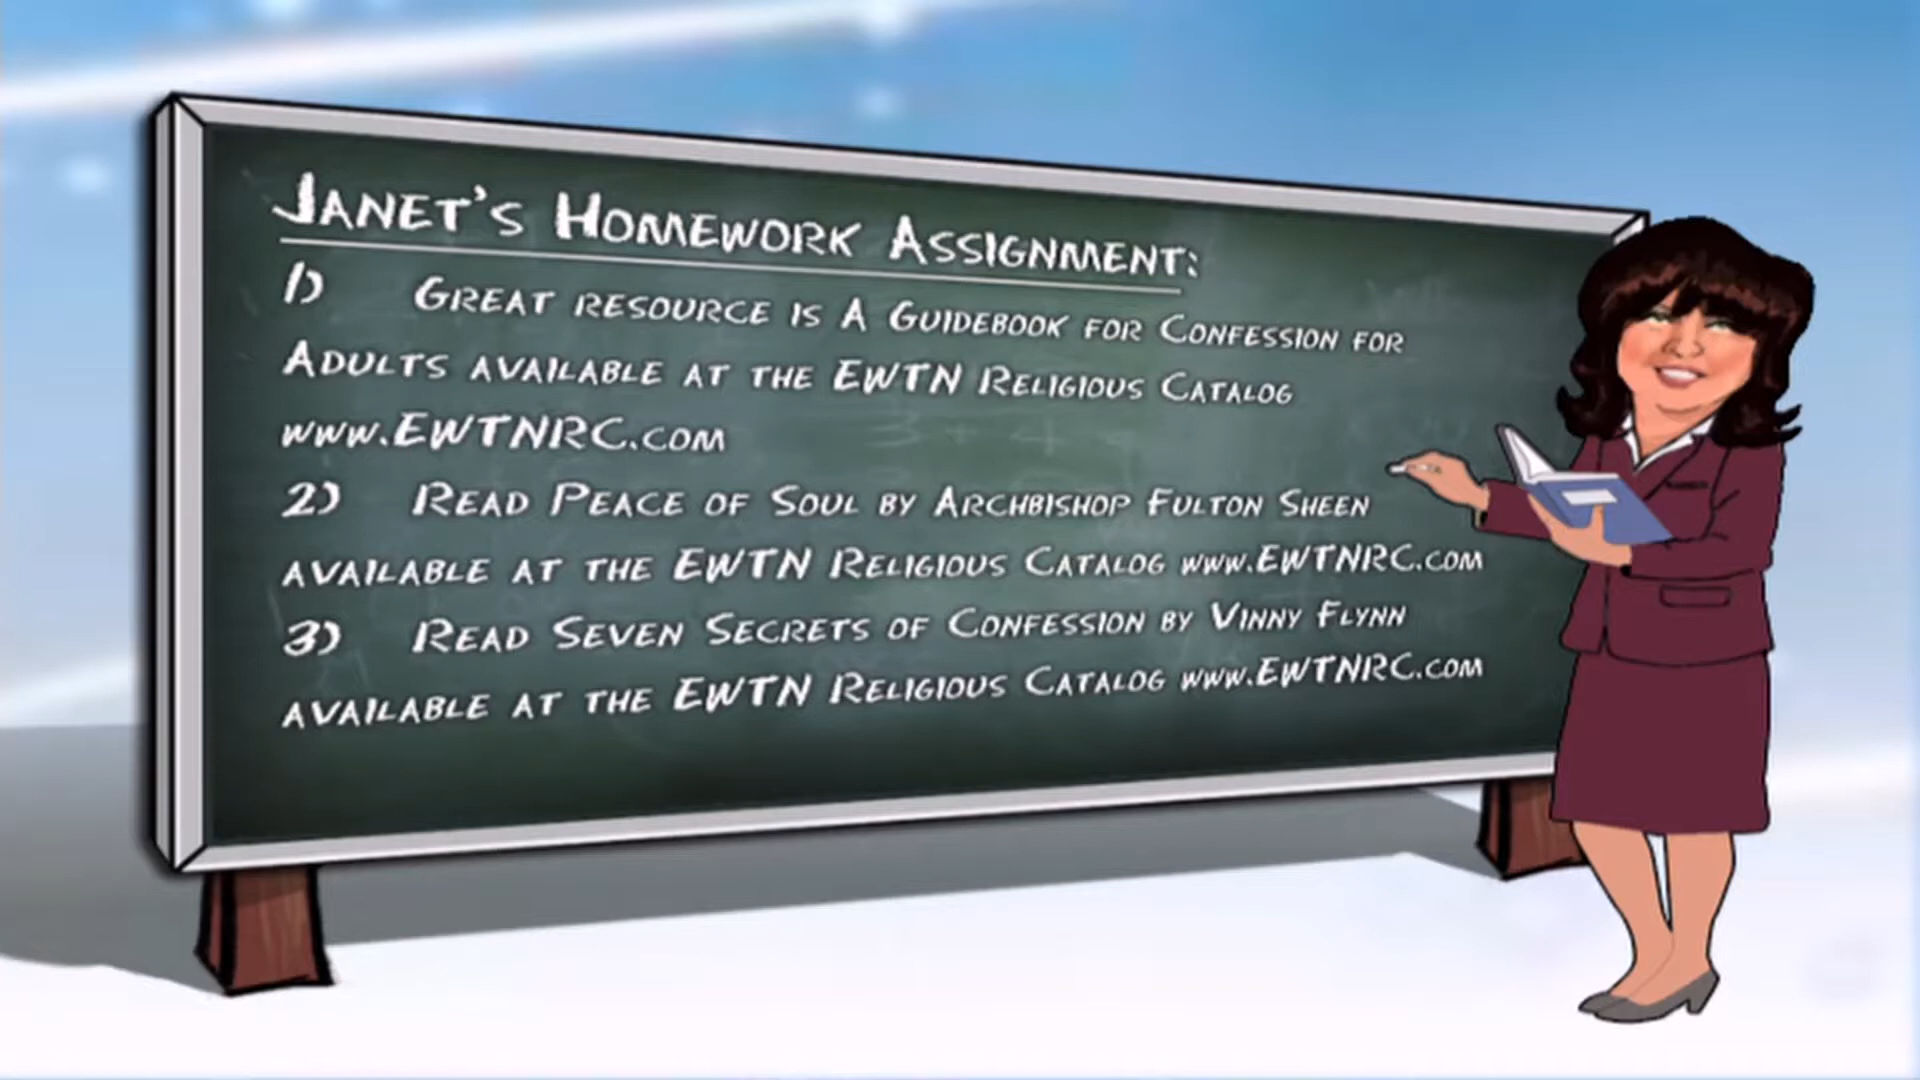 Janet's Homework Assignment:
1) Great resource is A Guidebook for Confession for
Adults available at the EWTN Religious Catalog
www.EWTNRC.com
2) Read Peace of Soul by Archbishop Fulton Sheen
available at the EWTN Religious Catalog www.EWTNRC.com
3) Read Seven Secrets of Confession by Vinny Flynn
available at the EWTN Religious Catalog www.EWTNRC.com